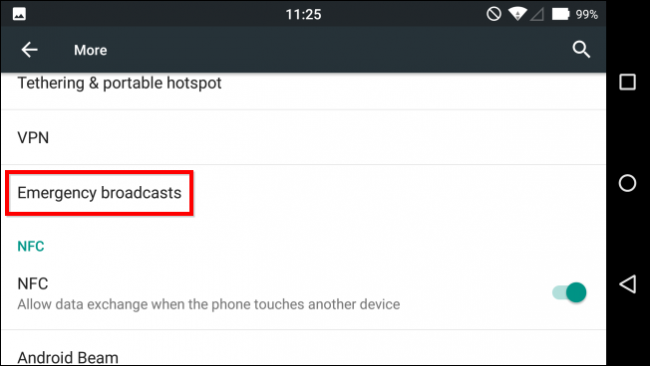 11:25
99%
More
Tethering & portable hotspot
VPN
Emergency broadcasts
NFC
NFC
Allow data exchange when the phone touches another device
Android Beam